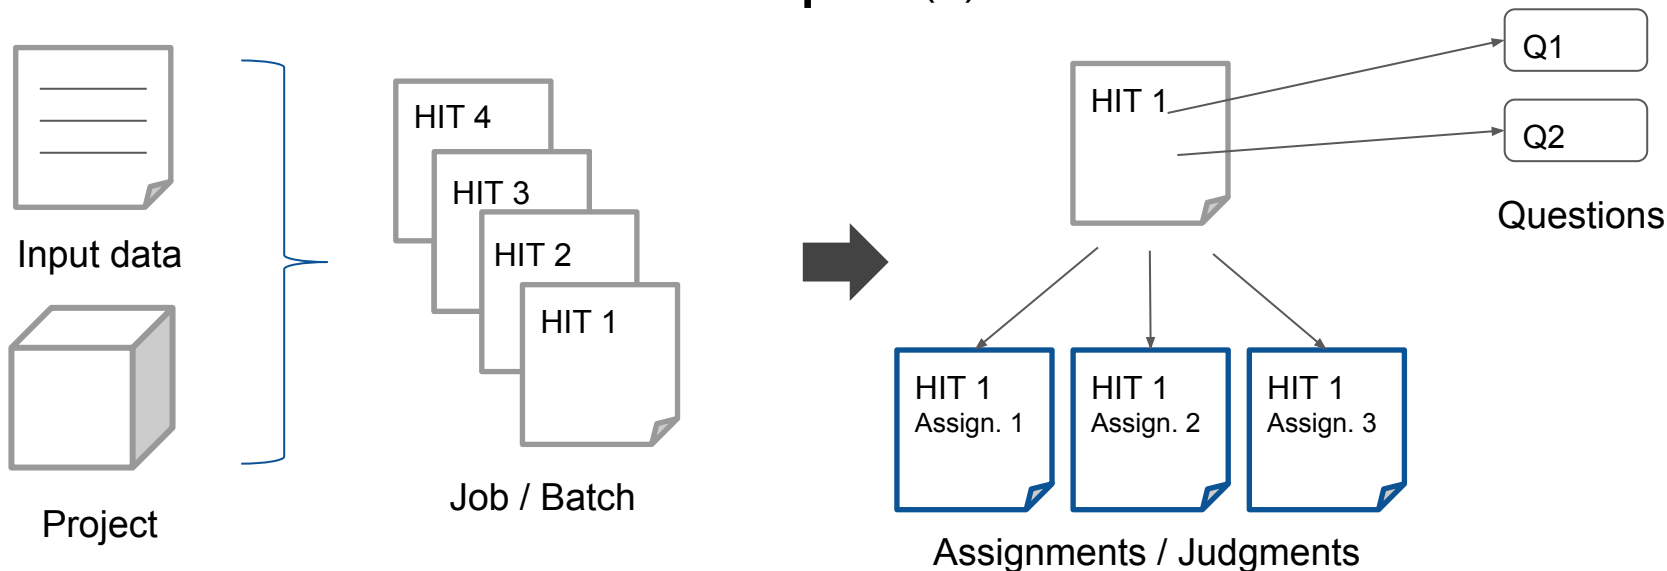 Input data
Project
HIT 4
HIT 3
HIT 2
HIT 1
Job / Batch
HIT 1
Q1
Q2
Questions
HIT 1
Assign. 1
HIT 1
Assign. 2
HIT 1
Assign. 3
Assignments / Judgments